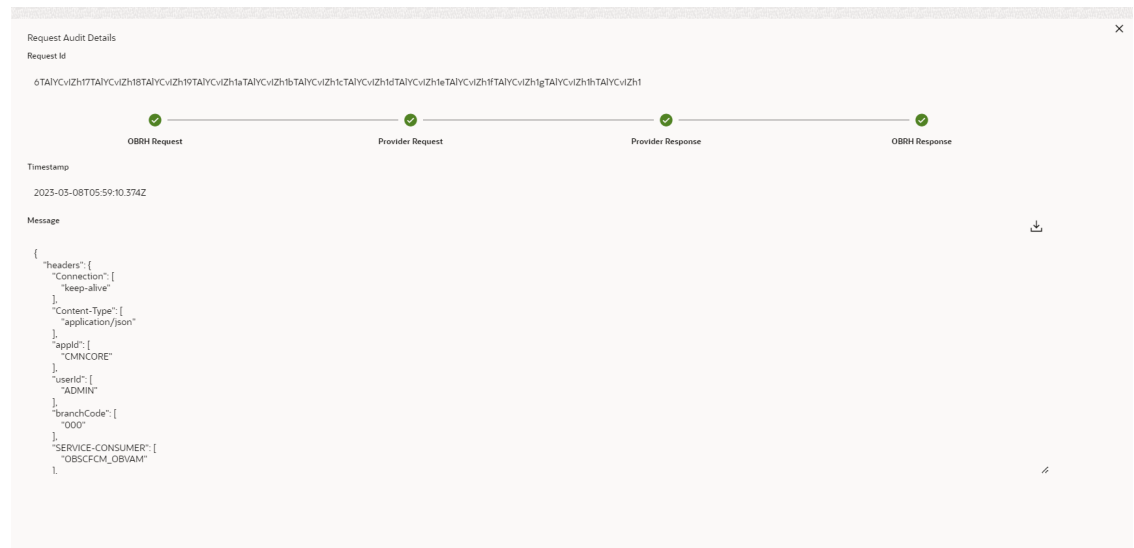 Request Audit Details
Request Id
6TAlYCvIZh17TAlYCvIZh18TAlYCvIZh19TAlYCvIZh1aTAlYCvIZh1bTAlYCvIZh1cTAlYCvIZh1dTAlYCvIZh1eTAlYCvIZh1fTAlYCvIZh1gTAlYCvIZh1hTAlYCvIZh1
OBRH Request Provider Request Provider Response OBRH Response
Timestamp
2023-03-08T05:59:10.374Z
Message
{
"headers": {
"Connection": [
"keep-alive"
],
"Content-Type": [
"application/json"
],
"appId": [
"CMNCORE"
],
"userId": [
"ADMIN"
],
"branchCode": [
"000"
],
"SERVICE-CONSUMER": [
"OBSCFCM_OBVAM"
],